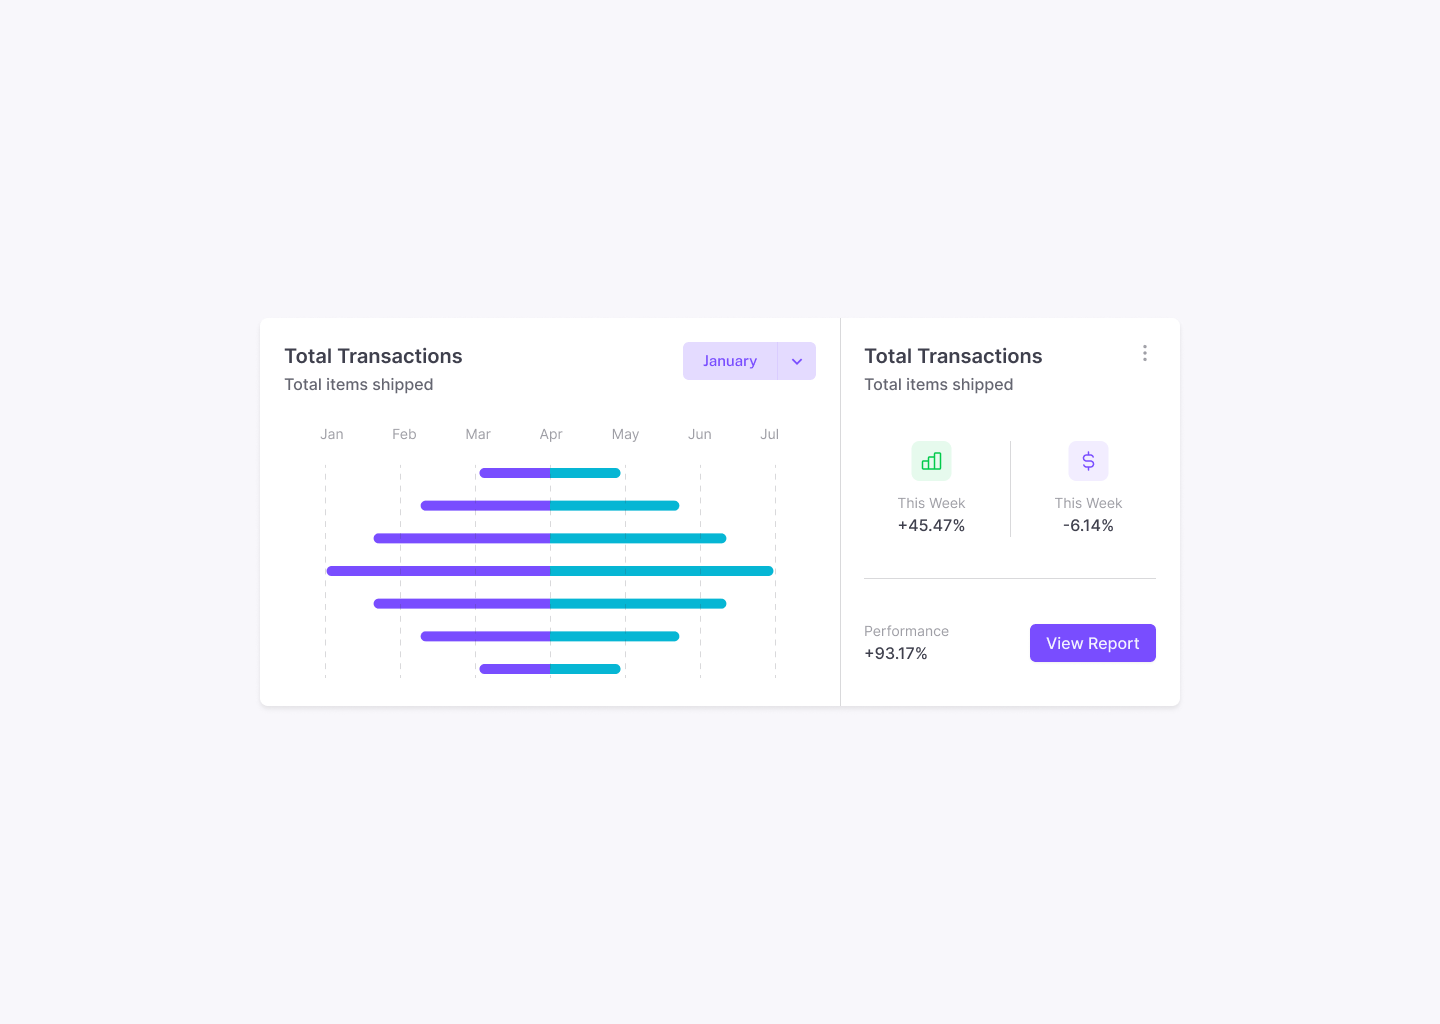 Total Transactions
Total items shipped
January
Jan Feb Mar Apr May Jun Jul
Total Transactions
Total items shipped
This Week
+45.47%
This Week
-6.14%
Performance
+93.17%
View Report